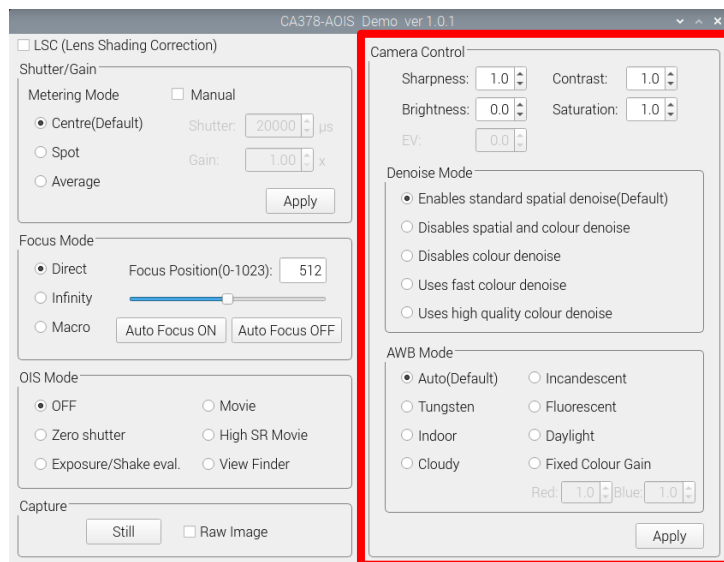 CA378-AOIS Demo ver 1.0.1
LSC (Lens Shading Correction)
Shutter/Gain
Metering Mode
Manual
Centre(Default)
Shutter: 20000 μs
Spot
Gain: 1.00 x
Average
Apply
Focus Mode
Direct
Focus Position(0-1023): 512
Infinity
Macro
Auto Focus ON
Auto Focus OFF
OIS Mode
OFF
Movie
Zero shutter
High SR Movie
Exposure/Shake eval.
View Finder
Capture
Still
Raw Image
Camera Control
Sharpness: 1.0
Contrast: 1.0
Brightness: 0.0
Saturation: 1.0
EV: 0.0
Denoise Mode
Enables standard spatial denoise(Default)
Disables spatial and colour denoise
Disables colour denoise
Uses fast colour denoise
Uses high quality colour denoise
AWB Mode
Auto(Default)
Incandescent
Tungsten
Fluorescent
Indoor
Daylight
Cloudy
Fixed Colour Gain
Red: 1.0 Blue: 1.0
Apply